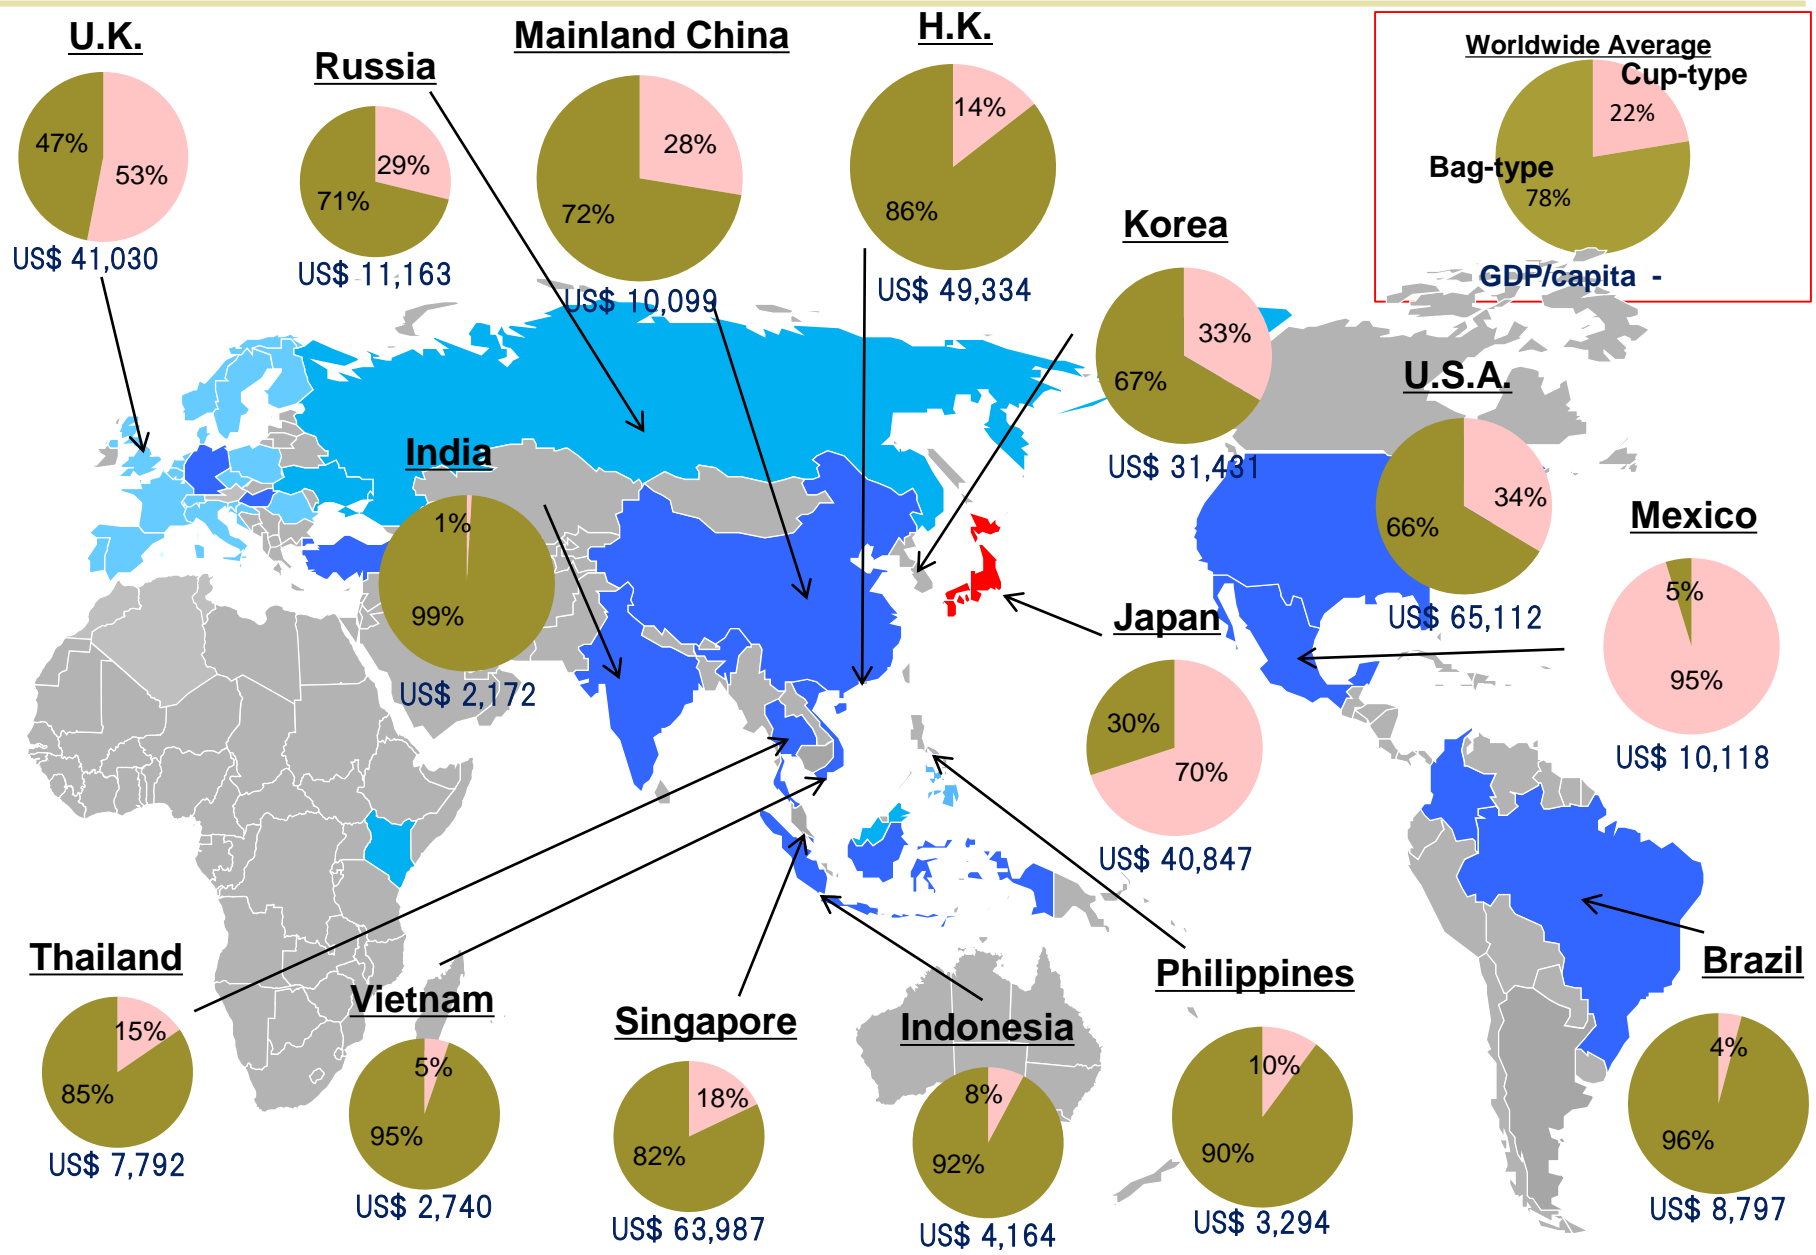 U.K.
47%
53%
US$ 41,030
Russia
29%
71%
US$ 11,163
Mainland China
28%
72%
US$ 10,099
H.K.
14%
86%
US$ 49,334
Worldwide Average
Cup-type
22%
Bag-type
78%
GDP/capita -
Korea
33%
67%
US$ 31,431
U.S.A.
34%
66%
US$ 65,112
India
1%
99%
US$ 2,172
Mexico
5%
95%
US$ 10,118
Japan
30%
70%
US$ 40,847
Thailand
15%
85%
US$ 7,792
Vietnam
5%
95%
US$ 2,740
Singapore
18%
82%
US$ 63,987
Indonesia
8%
92%
US$ 4,164
Philippines
10%
90%
US$ 3,294
Brazil
4%
96%
US$ 8,797